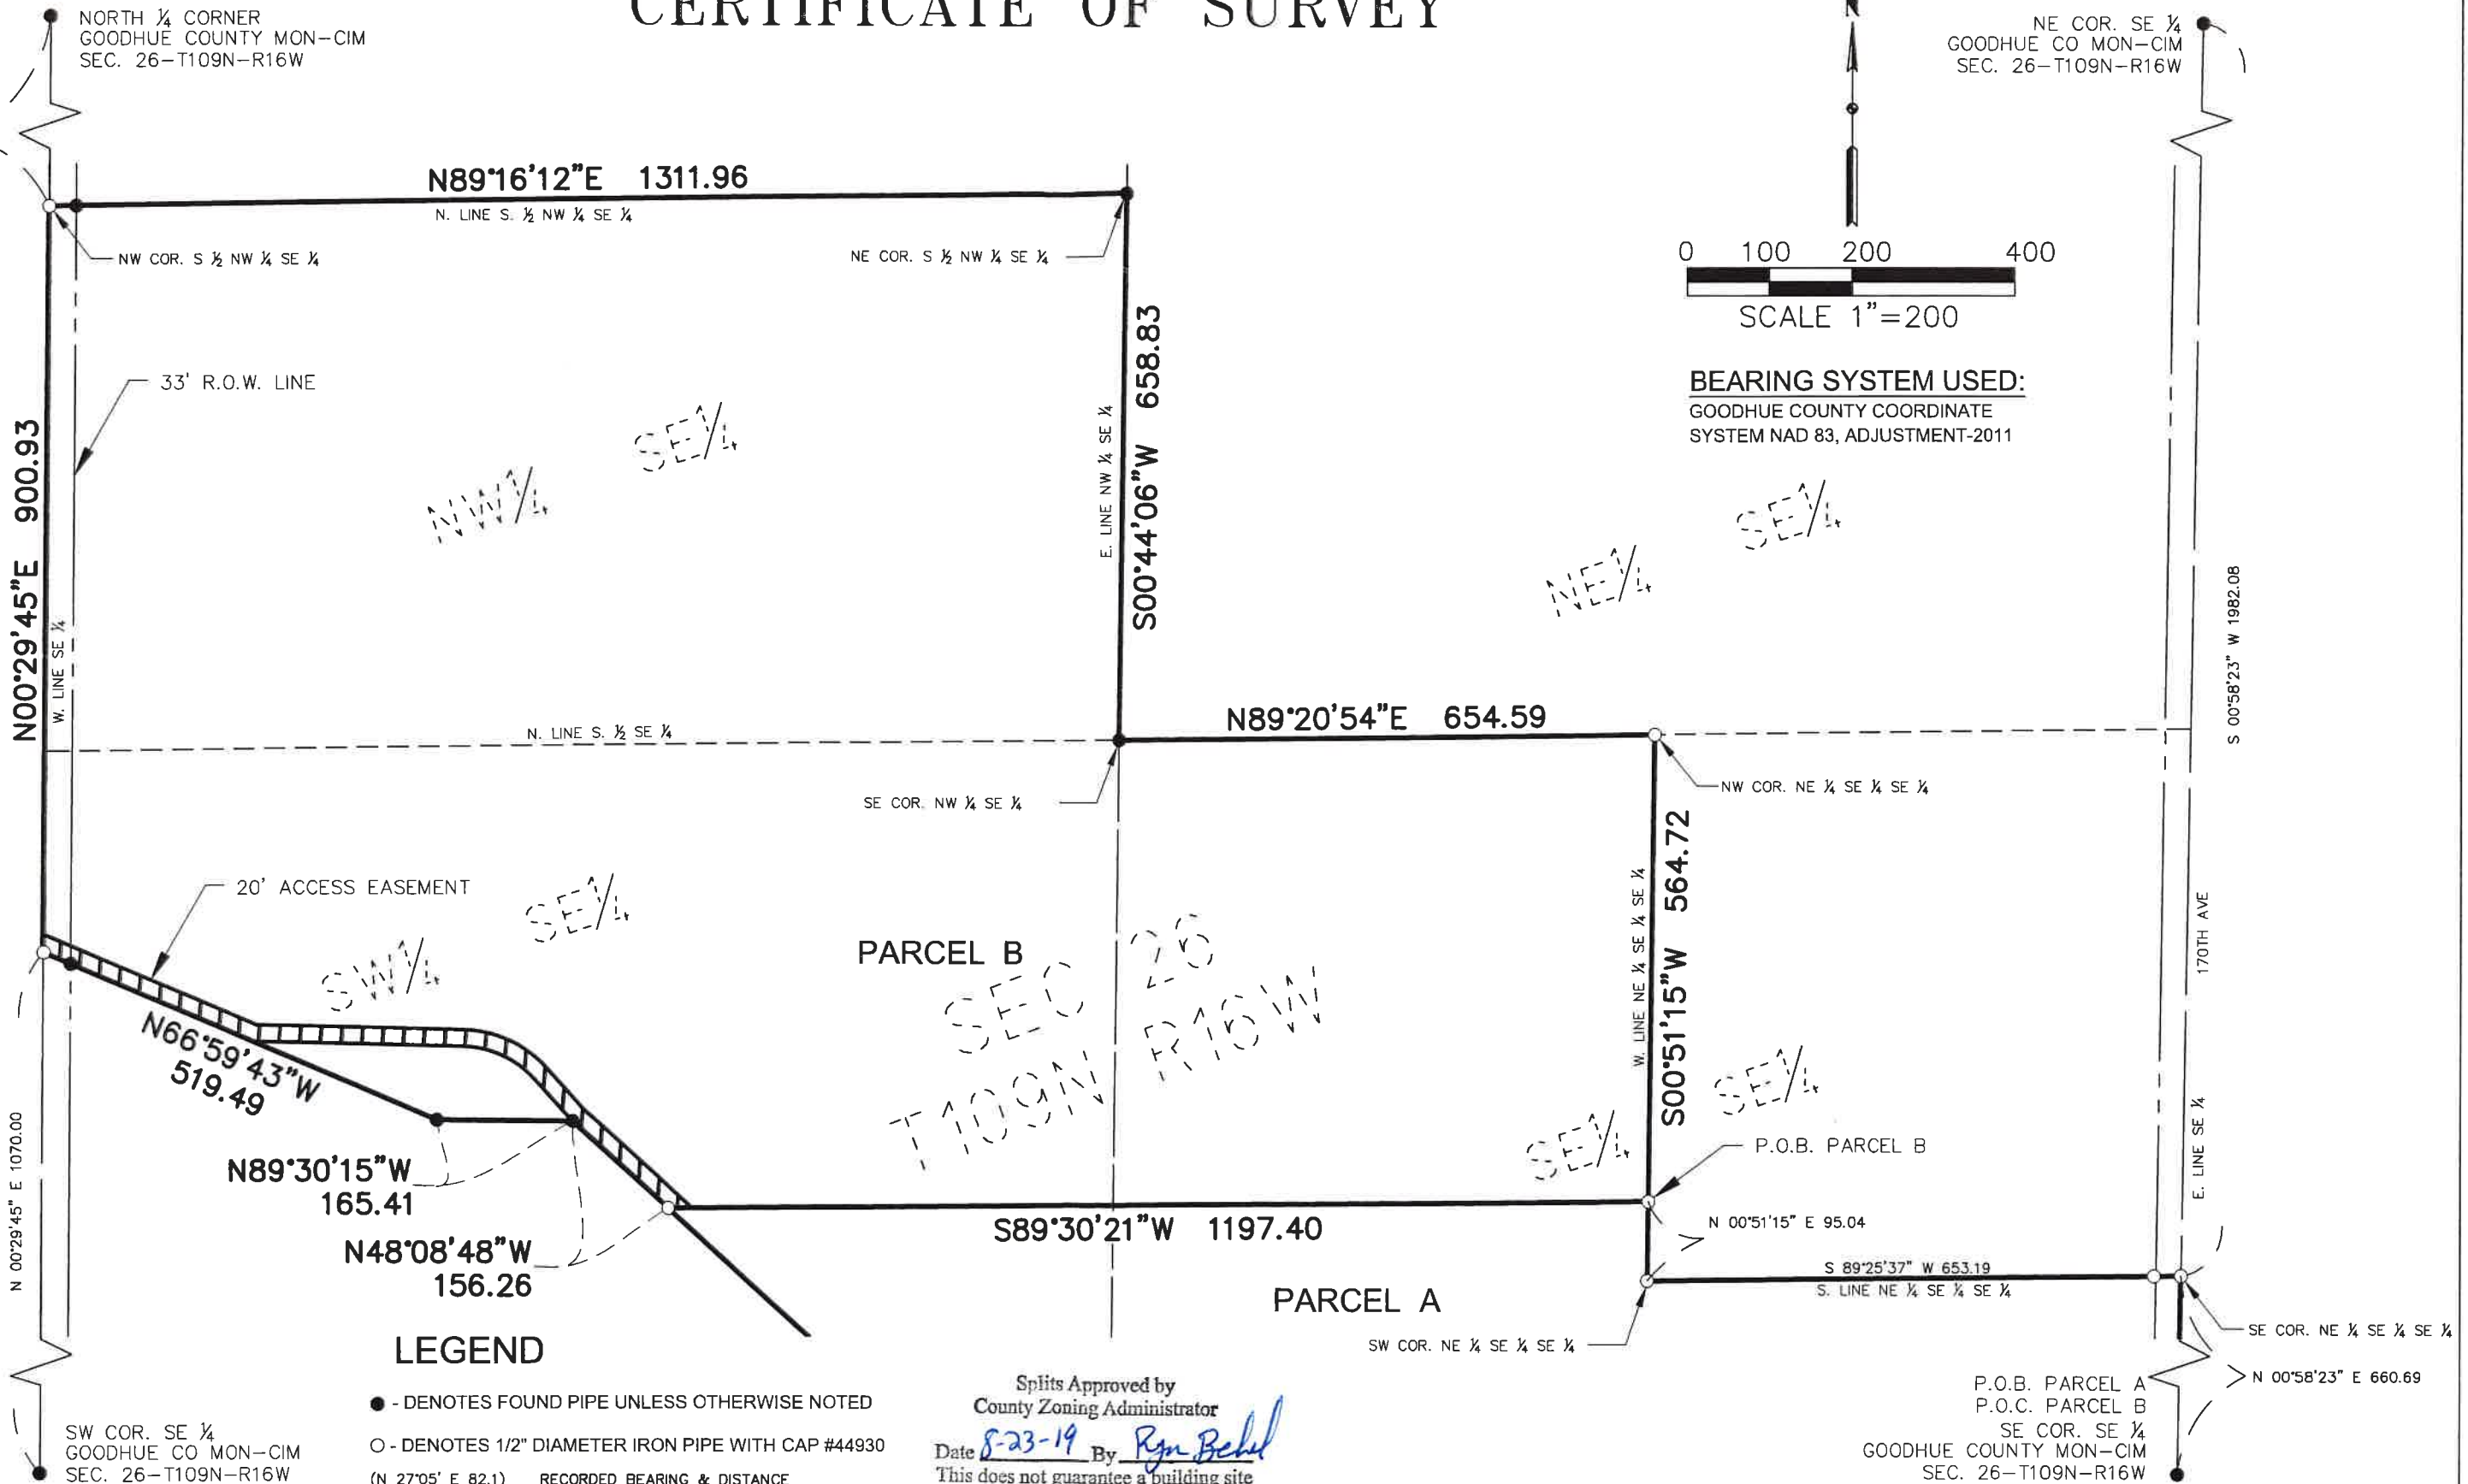 CERTIFICATE OF SURVEY
NORTH ¼ CORNER
GOODHUE COUNTY MON-CIM
SEC. 26-T109N-R16W
N
NE COR. SE ¼
GOODHUE CO MON-CIM
SEC. 26-T109N-R16W
N89°16'12"E 1311.96
N. LINE S. ½ NW ¼ SE ¼
NW COR. S ½ NW ¼ SE ¼
NE COR. S ½ NW ¼ SE ¼
0 100 200 400
SCALE 1"=200
33' R.O.W. LINE
BEARING SYSTEM USED:
GOODHUE COUNTY COORDINATE
SYSTEM NAD 83, ADJUSTMENT-2011
N00°29'45"E 900.93
W. LINE SE ¼
NW¼ SE¼
E. LINE NW ¼ SE ¼
S00°44'06"W 658.83
NE¼ SE¼
S 00°58'23" W 1982.08
N. LINE S. ½ SE ¼
N89°20'54"E 654.59
SE COR. NW ¼ SE ¼
NW COR. NE ¼ SE ¼ SE ¼
20' ACCESS EASEMENT
SW¼ SE¼
PARCEL B
SEC 26
T109N R16W
W. LINE NE ¼ SE ¼ SE ¼
S00°51'15"W 564.72
170TH AVE
SE¼ SE¼
E. LINE SE ¼
N66°59'43"W
519.49
N 00°29'45" E 1070.00
N89°30'15"W
165.41
N48°08'48"W
156.26
P.O.B. PARCEL B
S89°30'21"W 1197.40
N 00°51'15" E 95.04
S 89°25'37" W 653.19
S. LINE NE ¼ SE ¼ SE ¼
PARCEL A
SW COR. NE ¼ SE ¼ SE ¼
SE COR. NE ¼ SE ¼ SE ¼
N 00°58'23" E 660.69
LEGEND
● - DENOTES FOUND PIPE UNLESS OTHERWISE NOTED
O - DENOTES 1/2" DIAMETER IRON PIPE WITH CAP #44930
(N 27°05' E 82.1) RECORDED BEARING & DISTANCE
SW COR. SE ¼
GOODHUE CO MON-CIM
SEC. 26-T109N-R16W
Splits Approved by
County Zoning Administrator
Date 8-23-19 By
This does not guarantee a building site
P.O.B. PARCEL A
P.O.C. PARCEL B
SE COR. SE ¼
GOODHUE COUNTY MON-CIM
SEC. 26-T109N-R16W